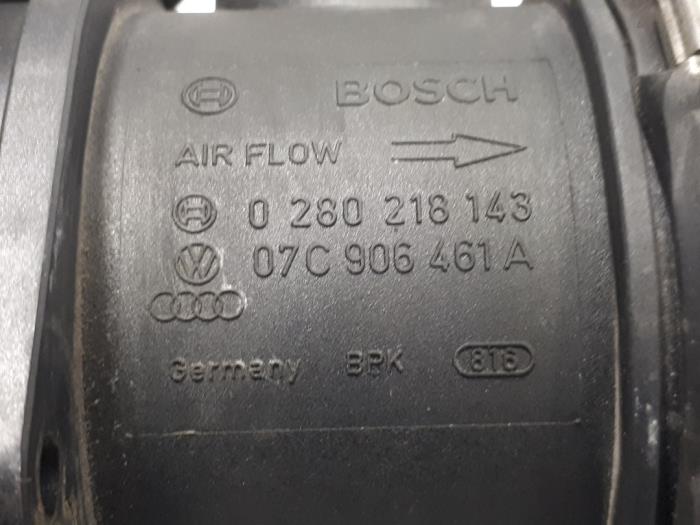 BOSCH
AIR FLOW
0 280 218 143
07C 906 461 A
Germany BPK 816